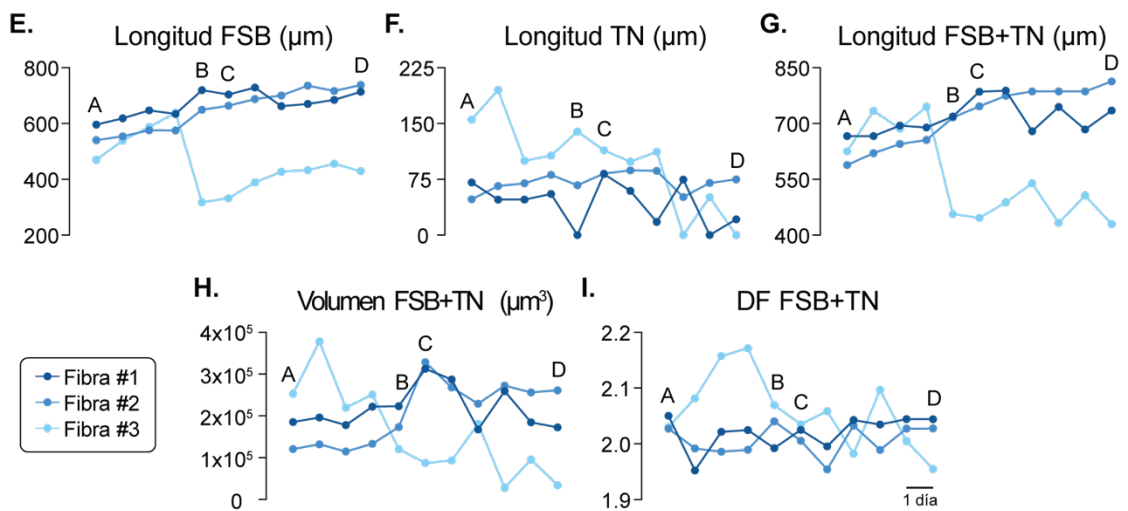 E.
Longitud FSB (µm)
800
600
400
200
A
B
C
D
F.
Longitud TN (µm)
225
150
75
0
A
B
C
D
G.
Longitud FSB+TN (µm)
850
700
550
400
A
B
C
D
Fibra #1
Fibra #2
Fibra #3
H.
Volumen FSB+TN (µm³)
4x10⁵
3x10⁵
2x10⁵
1x10⁵
0
A
B
C
D
I.
DF FSB+TN
2.2
2.1
2.0
1.9
A
B
C
D
1 día